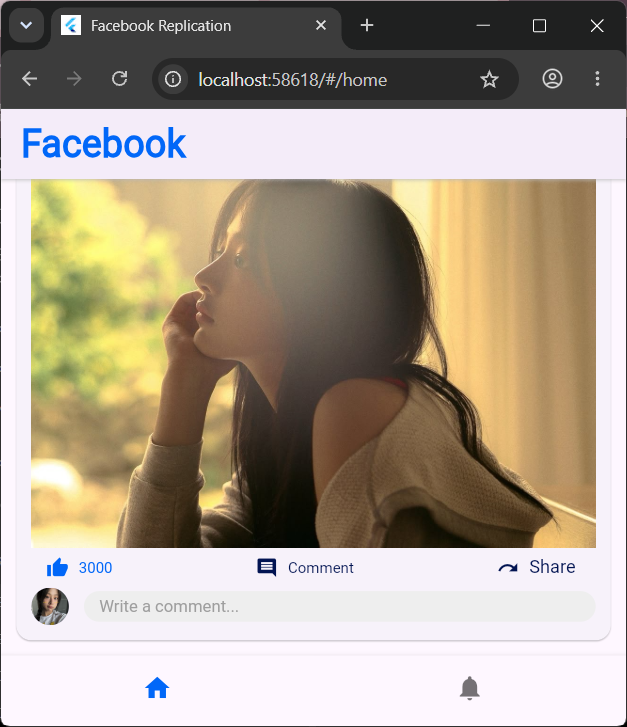 Facebook Replication
localhost:58618/#/home
Facebook
3000 Comment Share
Write a comment...